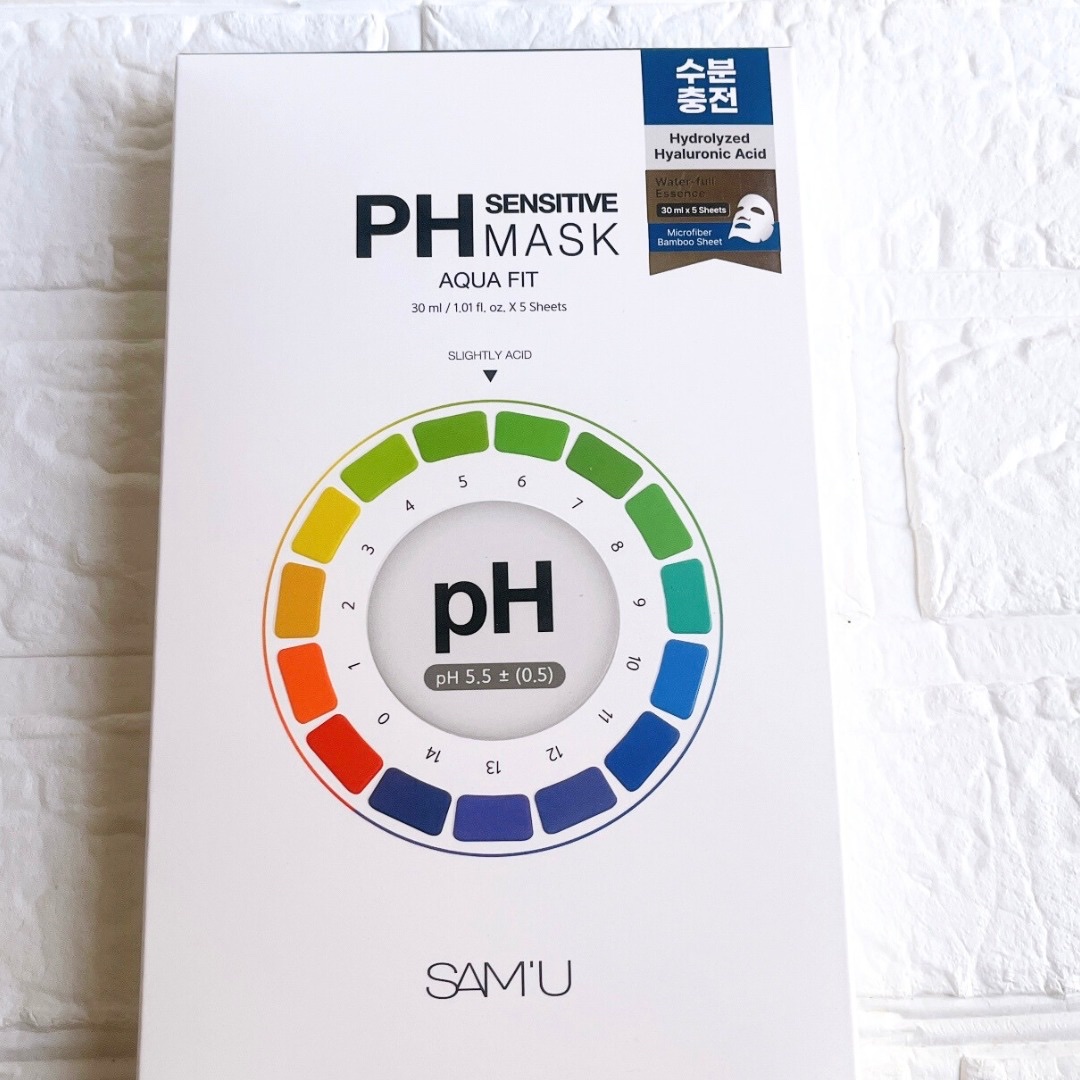 수분
충전
Hydrolyzed
Hyaluronic Acid
Water-full
Essence
30 ml x 5 Sheets
Microfiber
Bamboo Sheet
PH SENSITIVE
MASK
AQUA FIT
30 ml / 1.01 fl. oz. X 5 Sheets
SLIGHTLY ACID
0
1
2
3
4
5
6
7
8
9
10
11
12
13
14
pH
pH 5.5 ± (0.5)
SAM'U